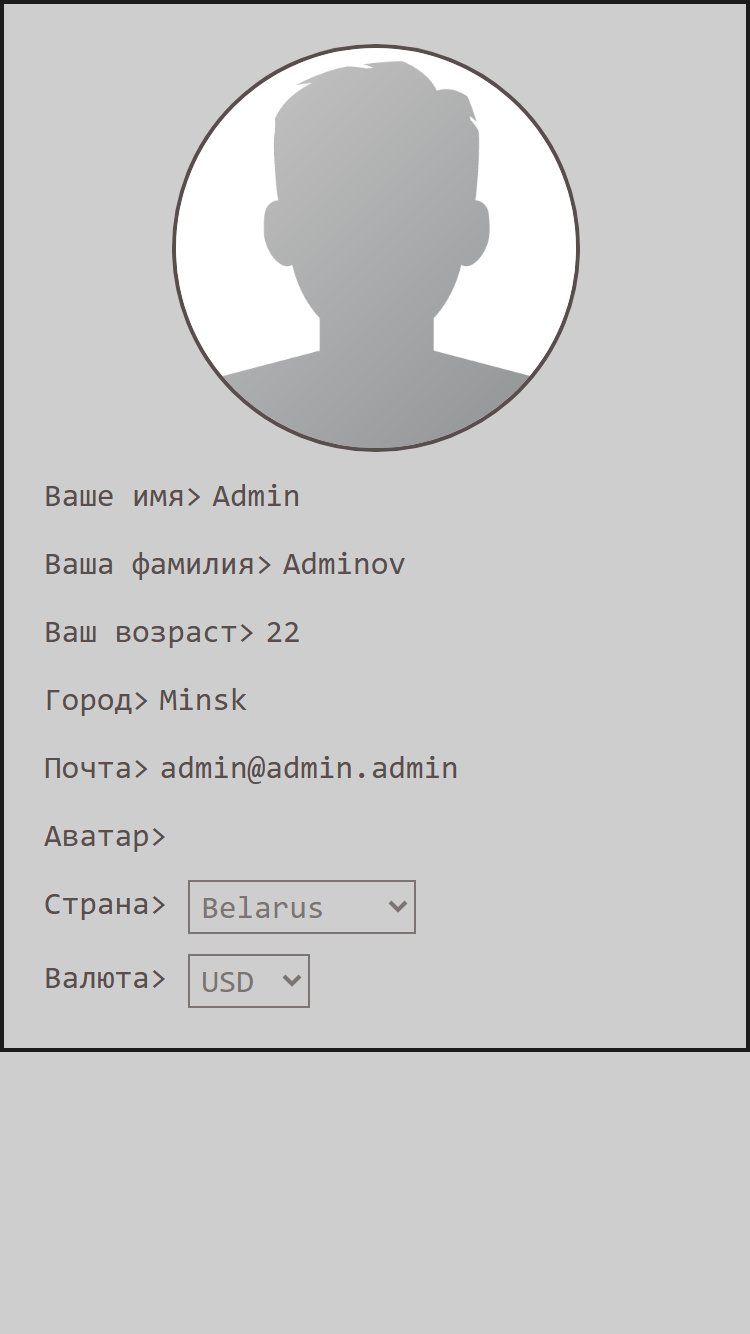 Ваше имя> Admin
Ваша фамилия> Adminov
Ваш возраст> 22
Город> Minsk
Почта> admin@admin.admin
Аватар>
Страна> Belarus
Валюта> USD